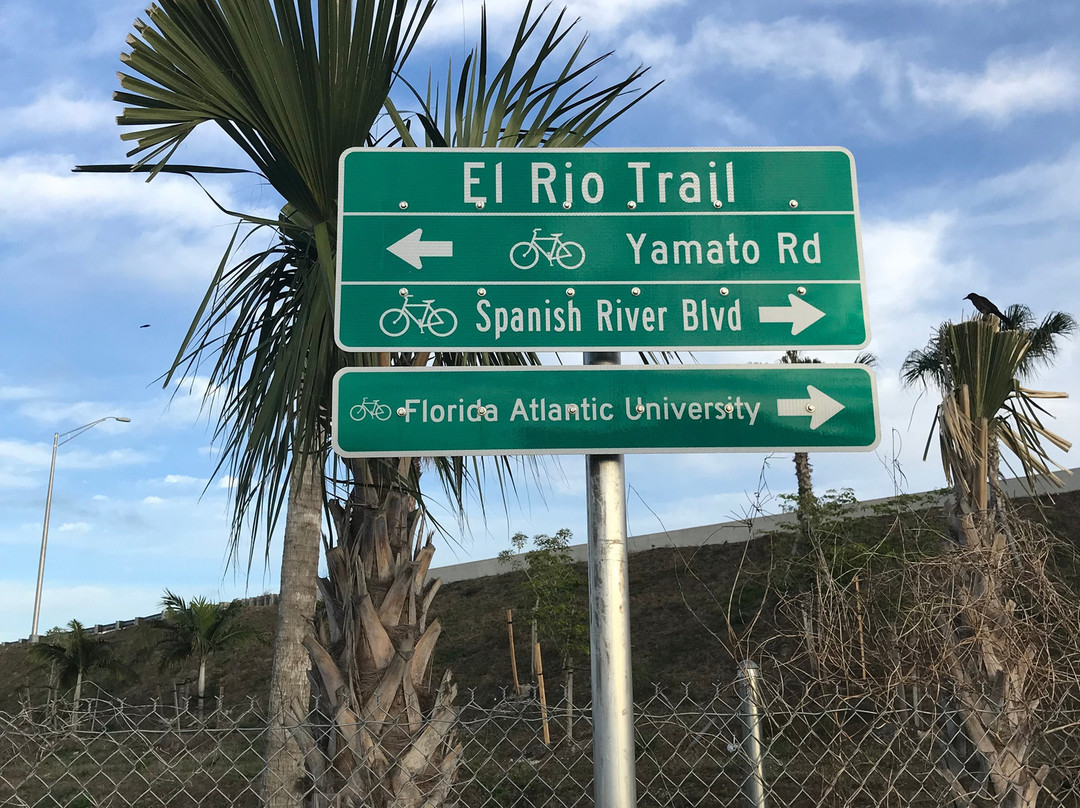 El Rio Trail
Yamato Rd
Spanish River Blvd
Florida Atlantic University